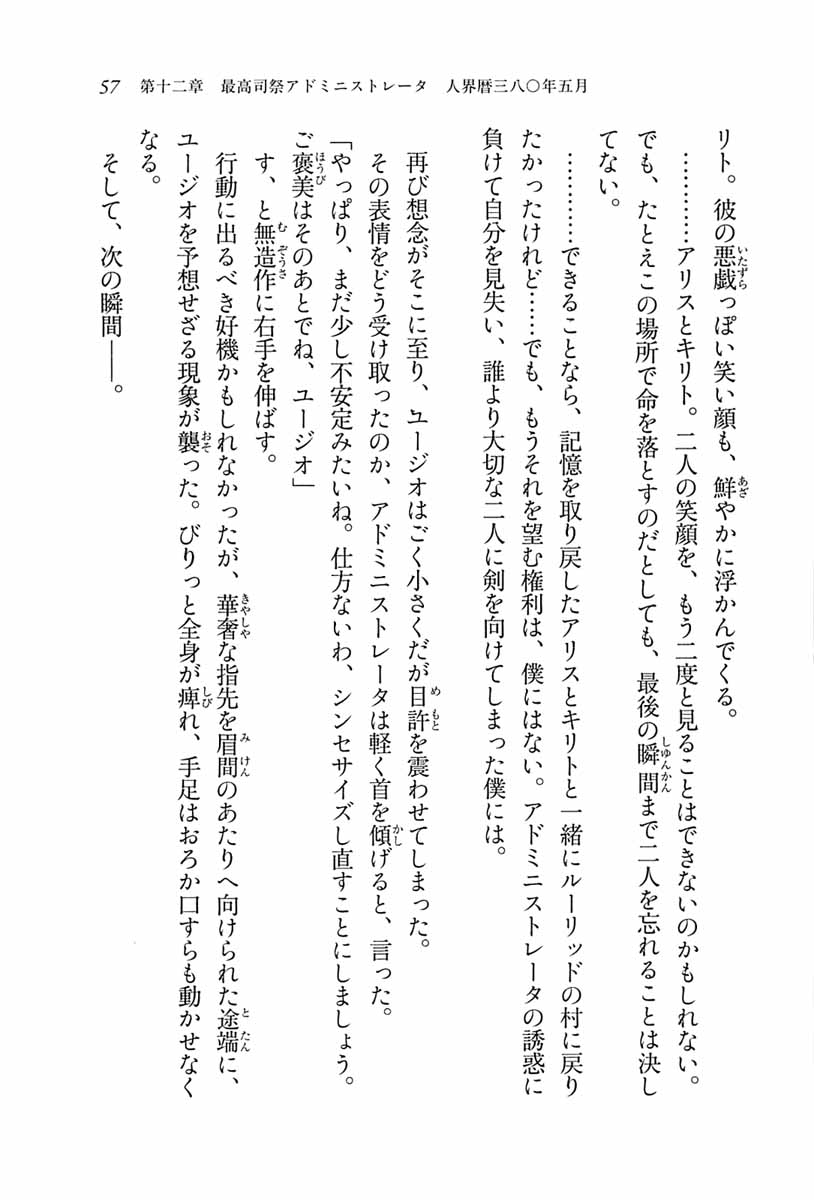 57　第十二章　最高司祭アドミニストレータ　人界暦三八〇年五月
リト。彼の悪戯っぽい笑い顔も、鮮やかに浮かんでくる。
…………アリスとキリト。二人の笑顔を、もう二度と見ることはできないのかもしれない。
でも、たとえこの場所で命を落とすのだとしても、最後の瞬間まで二人を忘れることは決し
てない。
…………できることなら、記憶を取り戻したアリスとキリトと一緒にルーリッドの村に戻り
たかったけれど……でも、もうそれを望む権利は、僕にはない。アドミニストレータの誘惑に
負けて自分を見失い、誰より大切な二人に剣を向けてしまった僕には。
再び想念がそこに至り、ユージオはごく小さくだが目許を震わせてしまった。
その表情をどう受け取ったのか、アドミニストレータは軽く首を傾げると、言った。
「やっぱり、まだ少し不安定みたいね。仕方ないわ、シンセサイズし直すことにしましょう。
ご褒美はそのあとでね、ユージオ」
す、と無造作に右手を伸ばす。
行動に出るべき好機かもしれなかったが、華奢な指先を眉間のあたりへ向けられた途端に、
ユージオを予想せざる現象が襲った。びりっと全身が痺れ、手足はおろか口すらも動かせなく
なる。
そして、次の瞬間――。